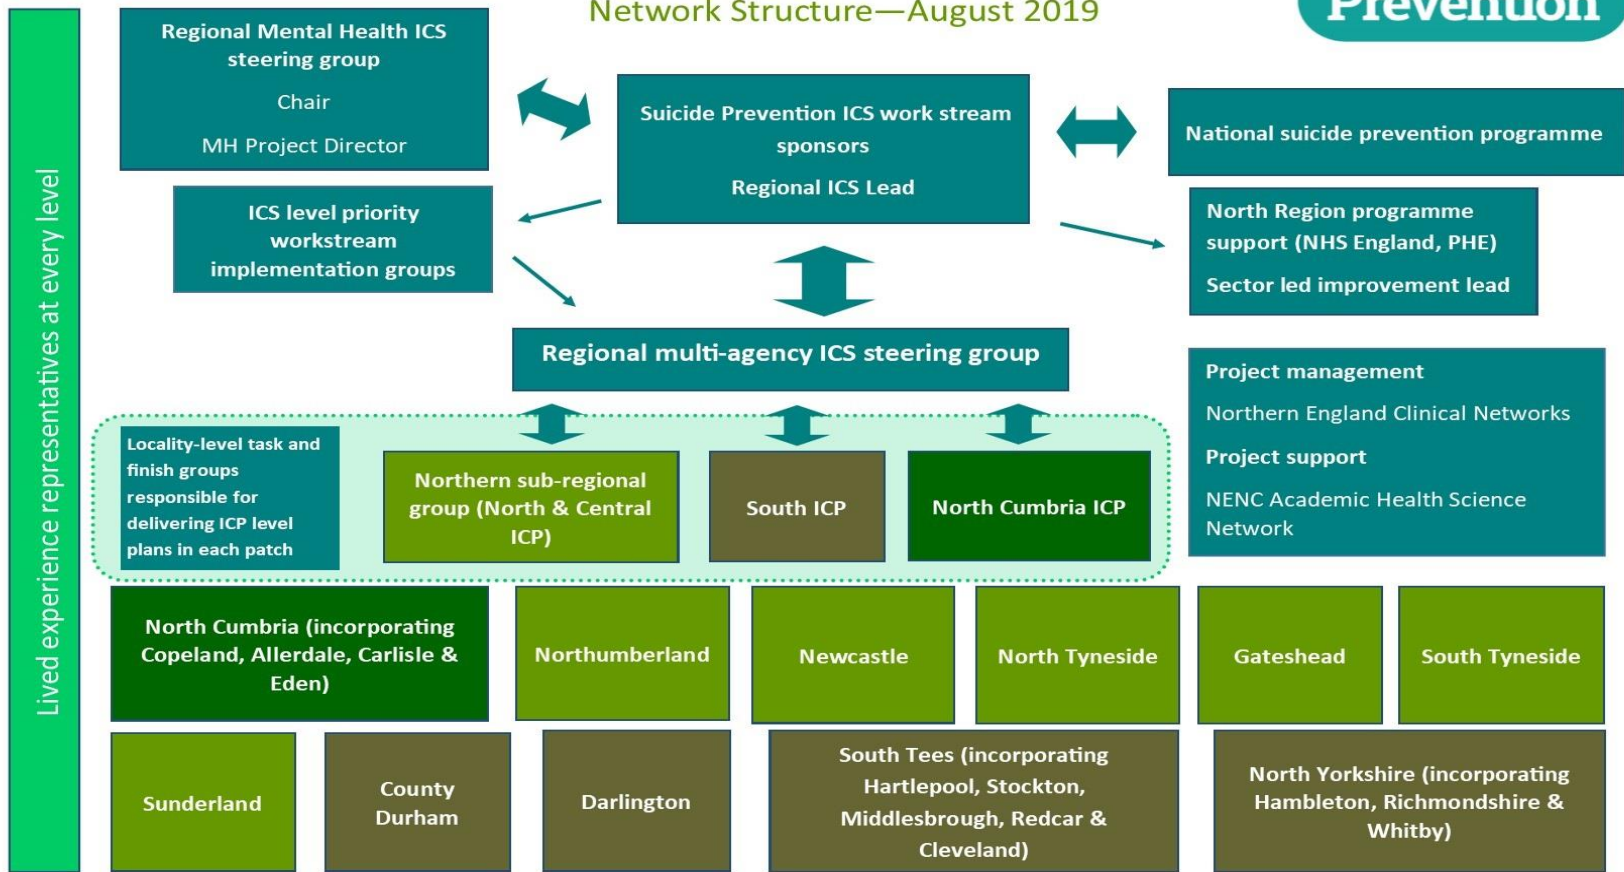 Network Structure—August 2019
Prevention
Lived experience representatives at every level
Regional Mental Health ICS
steering group
Chair
MH Project Director
Suicide Prevention ICS work stream
sponsors
Regional ICS Lead
National suicide prevention programme
ICS level priority
workstream
implementation groups
North Region programme
support (NHS England, PHE)
Sector led improvement lead
Regional multi-agency ICS steering group
Project management
Northern England Clinical Networks
Project support
NENC Academic Health Science
Network
Locality-level task and
finish groups
responsible for
delivering ICP level
plans in each patch
Northern sub-regional
group (North & Central
ICP)
South ICP
North Cumbria ICP
North Cumbria (incorporating
Copeland, Allerdale, Carlisle &
Eden)
Northumberland
Newcastle
North Tyneside
Gateshead
South Tyneside
Sunderland
County
Durham
Darlington
South Tees (incorporating
Hartlepool, Stockton,
Middlesbrough, Redcar &
Cleveland)
North Yorkshire (incorporating
Hambleton, Richmondshire &
Whitby)